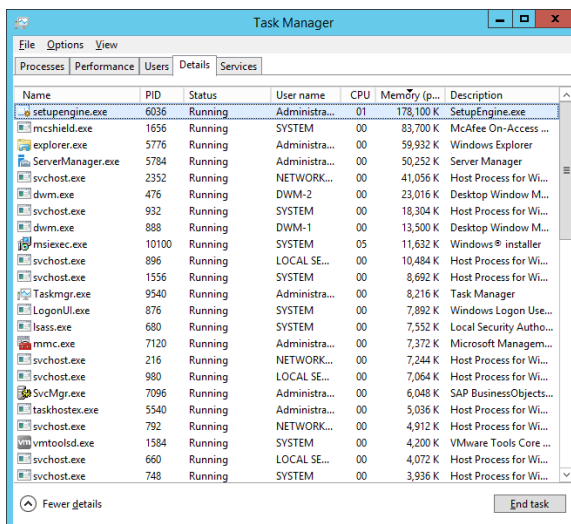 Task Manager
File Options View
Processes Performance Users Details Services
Name PID Status User name CPU Memory (p... Description
setupengine.exe 6036 Running Administra... 01 178,100 K SetupEngine.exe
mcshield.exe 1656 Running SYSTEM 00 83,700 K McAfee On-Access ...
explorer.exe 5776 Running Administra... 00 59,932 K Windows Explorer
ServerManager.exe 5784 Running Administra... 00 50,252 K Server Manager
svchost.exe 2352 Running NETWORK... 00 41,056 K Host Process for Wi...
dwm.exe 476 Running DWM-2 00 23,016 K Desktop Window M...
svchost.exe 932 Running SYSTEM 00 18,304 K Host Process for Wi...
dwm.exe 888 Running DWM-1 00 13,500 K Desktop Window M...
msiexec.exe 10100 Running SYSTEM 05 11,632 K Windows® installer
svchost.exe 896 Running LOCAL SE... 00 10,484 K Host Process for Wi...
svchost.exe 1556 Running SYSTEM 00 8,692 K Host Process for Wi...
Taskmgr.exe 9540 Running Administra... 00 8,216 K Task Manager
LogonUI.exe 876 Running SYSTEM 00 7,892 K Windows Logon Use...
lsass.exe 680 Running SYSTEM 00 7,552 K Local Security Autho...
mmc.exe 7120 Running Administra... 00 7,372 K Microsoft Managem...
svchost.exe 216 Running NETWORK... 00 7,244 K Host Process for Wi...
svchost.exe 980 Running LOCAL SE... 00 7,064 K Host Process for Wi...
SvcMgr.exe 7096 Running Administra... 00 6,048 K SAP BusinessObjects...
taskhostex.exe 5540 Running Administra... 00 5,036 K Host Process for Wi...
svchost.exe 792 Running NETWORK... 00 4,912 K Host Process for Wi...
vm vmtoolsd.exe 1584 Running SYSTEM 00 4,200 K VMware Tools Core ...
svchost.exe 660 Running LOCAL SE... 00 4,072 K Host Process for Wi...
svchost.exe 748 Running SYSTEM 00 3,936 K Host Process for Wi...
Fewer details End task